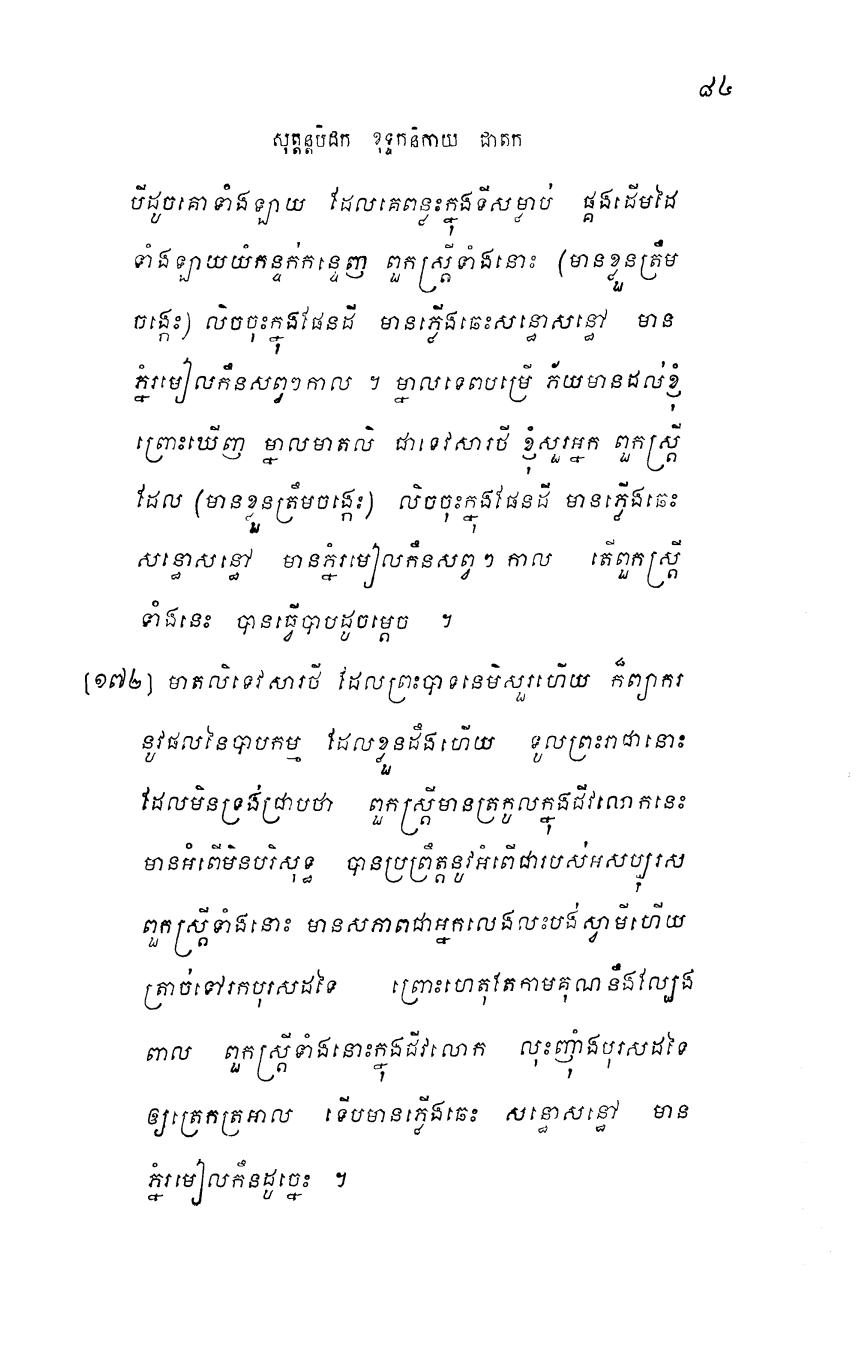 ៨៤
សុត្តន្តបិដក ខុទ្ទកនិកាយ ជាតក
បីដូចគោទាំងឡាយ ដែលគេពន្លះក្នុងទីសម្លាប់ ផ្គងដើមដៃ
ទាំងឡាយយំកន្ទក់កន្ទេញ ពួកស្ត្រីទាំងនោះ (មានខ្លួនត្រឹម
ចង្កេះ) លិចចុះក្នុងផែនដី មានភ្លើងឆេះសន្ធោសន្ធៅ មាន
ភ្នំរមៀលកិនសព្វៗកាល ។ ម្នាលទេពបម្រើ ភ័យមានដល់ខ្ញុំ
ព្រោះឃើញ ម្នាលមាតលិ ជាទេវសារថី ខ្ញុំសួរអ្នក ពួកស្ត្រី
ដែល (មានខ្លួនត្រឹមចង្កេះ) លិចចុះក្នុងផែនដី មានភ្លើងឆេះ
សន្ធោសន្ធៅ មានភ្នំរមៀលកិនសព្វៗ កាល តើពួកស្ត្រី
ទាំងនេះ បានធ្វើបាបដូចម្តេច ។
[១៧៤] មាតលិទេវសារថី ដែលព្រះបាទនេមិសួរហើយ ក៏ព្យាករ
នូវផលនៃបាបកម្ម ដែលខ្លួនដឹងហើយ ទូលព្រះរាជានោះ
ដែលមិនទ្រង់ជ្រាបថា ពួកស្ត្រីមានត្រកូលក្នុងជីវលោកនេះ
មានអំពើមិនបរិសុទ្ធ បានប្រព្រឹត្តនូវអំពើជារបស់អសប្បុរស
ពួកស្ត្រីទាំងនោះ មានសភាពជាអ្នកលេងលះបង់ស្វាមីហើយ
ត្រាច់ទៅរកបុរសដទៃ ព្រោះហេតុតែកាមគុណនឹងល្បែង
ពាល ពួកស្ត្រីទាំងនោះក្នុងជីវលោក លុះញ៉ាំងបុរសដទៃ
ឲ្យត្រេកត្រអាល ទើបមានភ្លើងឆេះ សន្ធោសន្ធៅ មាន
ភ្នំរមៀលកិនដូច្នេះ ។